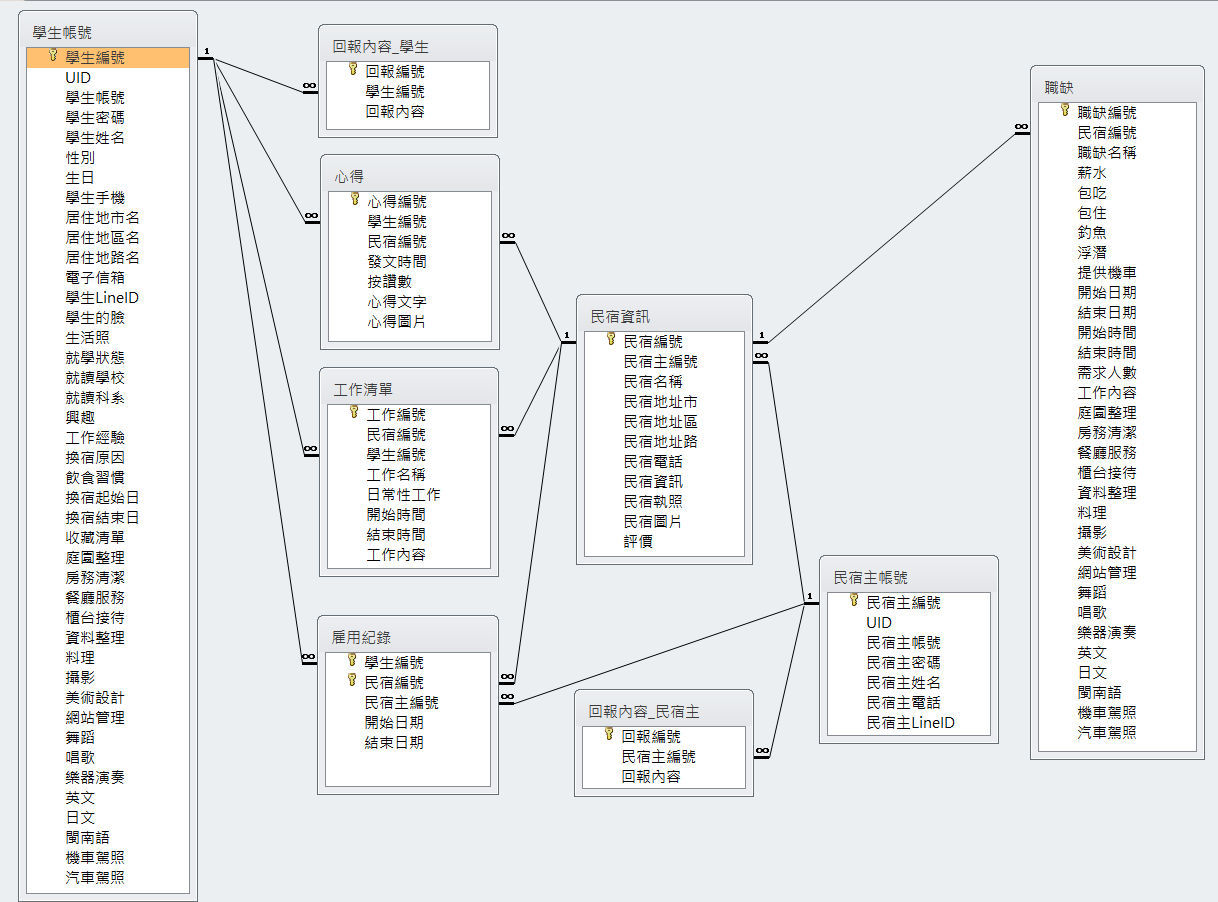 學生帳號
學生編號
UID
學生帳號
學生密碼
學生姓名
性別
生日
學生手機
居住地市名
居住地區名
居住地路名
電子信箱
學生LineID
學生的臉
生活照
就學狀態
就讀學校
就讀科系
興趣
工作經驗
換宿原因
飲食習慣
換宿起始日
換宿結束日
收藏清單
庭園整理
房務清潔
餐廳服務
櫃台接待
資料整理
料理
攝影
美術設計
網站管理
舞蹈
唱歌
樂器演奏
英文
日文
閩南語
機車駕照
汽車駕照
1
∞
∞
∞
∞
回報內容_學生
回報編號
學生編號
回報內容
心得
心得編號
學生編號
民宿編號
發文時間
按讚數
心得文字
心得圖片
∞
工作清單
工作編號
民宿編號
學生編號
工作名稱
日常性工作
開始時間
結束時間
工作內容
∞
雇用紀錄
學生編號
民宿編號
民宿主編號
開始日期
結束日期
∞
∞
1
民宿資訊
民宿編號
民宿主編號
民宿名稱
民宿地址市
民宿地址區
民宿地址路
民宿電話
民宿資訊
民宿執照
民宿圖片
評價
1
∞
回報內容_民宿主
回報編號
民宿主編號
回報內容
∞
1
民宿主帳號
民宿主編號
UID
民宿主帳號
民宿主密碼
民宿主姓名
民宿主電話
民宿主LineID
∞
職缺
職缺編號
民宿編號
職缺名稱
薪水
包吃
包住
釣魚
浮潛
提供機車
開始日期
結束日期
開始時間
結束時間
需求人數
工作內容
庭園整理
房務清潔
餐廳服務
櫃台接待
資料整理
料理
攝影
美術設計
網站管理
舞蹈
唱歌
樂器演奏
英文
日文
閩南語
機車駕照
汽車駕照